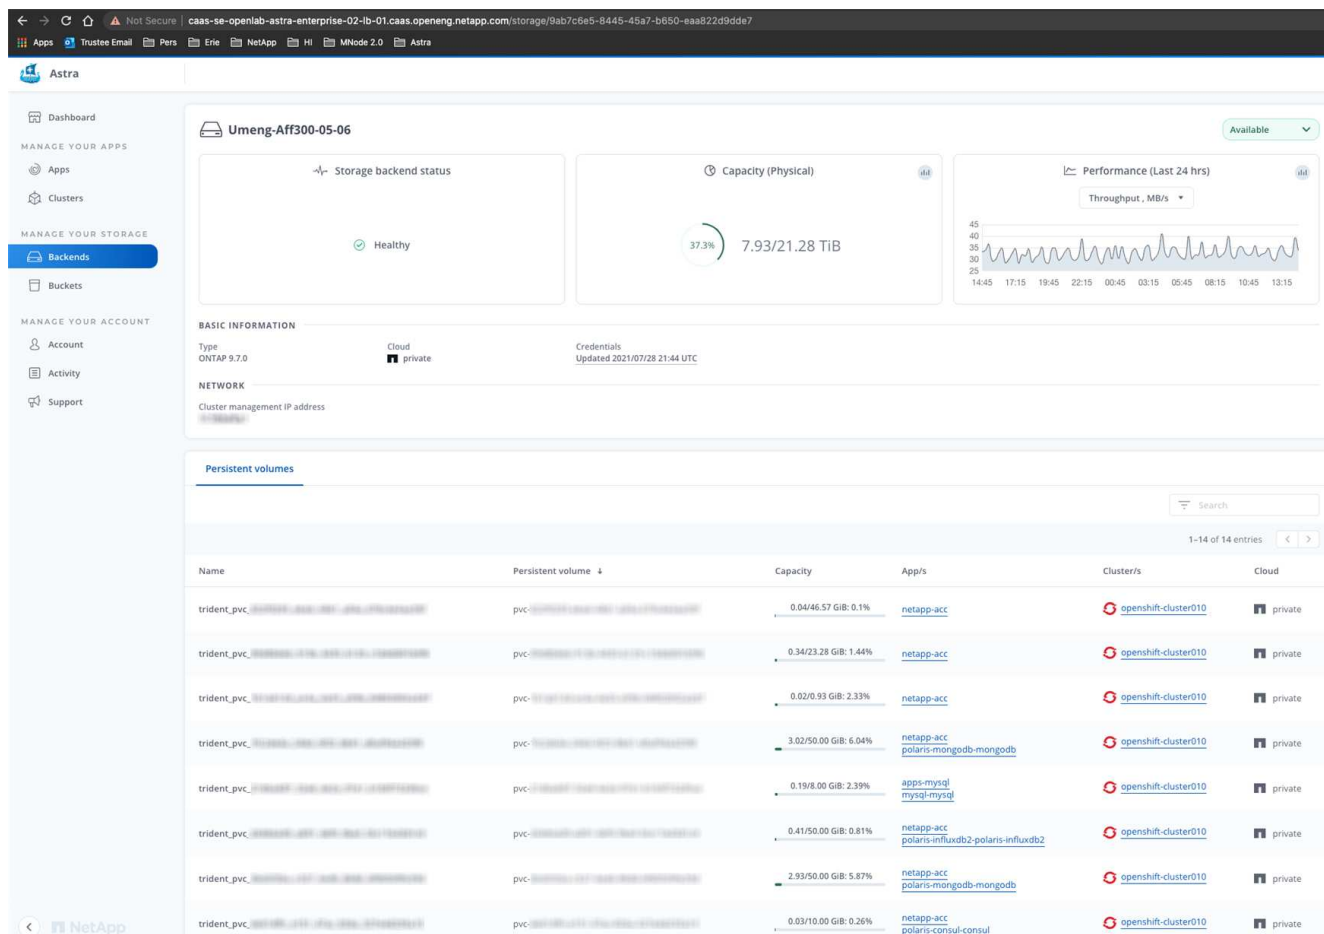 Not Secure | caas-se-openlab-astra-enterprise-02-lb-01.caas.openeng.netapp.com/storage/9ab7c6e5-8445-45a7-b650-eaa822d9dde7
Apps Trustee Email Pers Erie NetApp HI MNode 2.0 Astra
Astra
Dashboard
MANAGE YOUR APPS
Apps
Clusters
MANAGE YOUR STORAGE
Backends
Buckets
MANAGE YOUR ACCOUNT
Account
Activity
Support
NetApp
Umeng-Aff300-05-06
Available
Storage backend status
Healthy
Capacity (Physical)
37.3%
7.93/21.28 TiB
Performance (Last 24 hrs)
Throughput , MB/s
45
40
35
30
25
14:45 17:15 19:45 22:15 00:45 03:15 05:45 08:15 10:45 13:15
BASIC INFORMATION
Type Cloud Credentials
ONTAP 9.7.0 private Updated 2021/07/28 21:44 UTC
NETWORK
Cluster management IP address
Persistent volumes
Search
1–14 of 14 entries
Name Persistent volume Capacity App/s Cluster/s Cloud
trident_pvc_ pvc- 0.04/46.57 GiB: 0.1% netapp-acc openshift-cluster010 private
trident_pvc_ pvc- 0.34/23.28 GiB: 1.44% netapp-acc openshift-cluster010 private
trident_pvc_ pvc- 0.02/0.93 GiB: 2.33% netapp-acc openshift-cluster010 private
trident_pvc_ pvc- 3.02/50.00 GiB: 6.04% netapp-acc openshift-cluster010 private
polaris-mongodb-mongodb
trident_pvc_ pvc- 0.19/8.00 GiB: 2.39% apps-mysql openshift-cluster010 private
mysql-mysql
trident_pvc_ pvc- 0.41/50.00 GiB: 0.81% netapp-acc openshift-cluster010 private
polaris-influxdb2-polaris-influxdb2
trident_pvc_ pvc- 2.93/50.00 GiB: 5.87% netapp-acc openshift-cluster010 private
polaris-mongodb-mongodb
trident_pvc_ pvc- 0.03/10.00 GiB: 0.26% netapp-acc openshift-cluster010 private
polaris-consul-consul